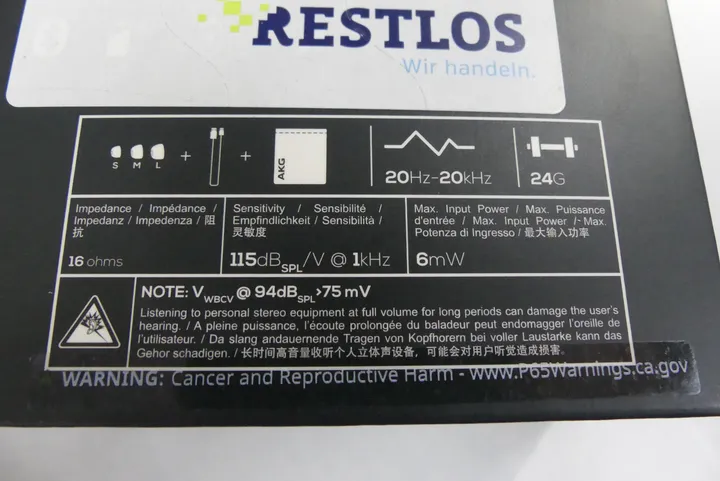 RESTLOS
Wir handeln.
S M L + + AKG
20Hz-20kHz
24G
Impedance / Impédance /
Impedanz / Impedenza / 阻
抗
16 ohms
Sensitivity / Sensibilité /
Empfindlichkeit / Sensibilità /
灵敏度
115dBSPL/V @ 1kHz
Max. Input Power / Max. Puissance
d'entrée / Max. Input Power /- Max.
Potenza di Ingresso / 最大输入功率
6mW
NOTE: VWBCV @ 94dBSPL>75 mV
Listening to personal stereo equipment at full volume for long periods can damage the user's
hearing. / A pleine puissance, l'écoute prolongée du baladeur peut endommager l'oreille de
l'utilisateur. / Da slang andauernende Tragen von Kopfhorern bei voller Laustarke kann das
Gehor schadigen. / 长时间高音量收听个人立体声设备，可能会对用户听觉造成损害。
WARNING: Cancer and Reproductive Harm - www.P65Warnings.ca.gov